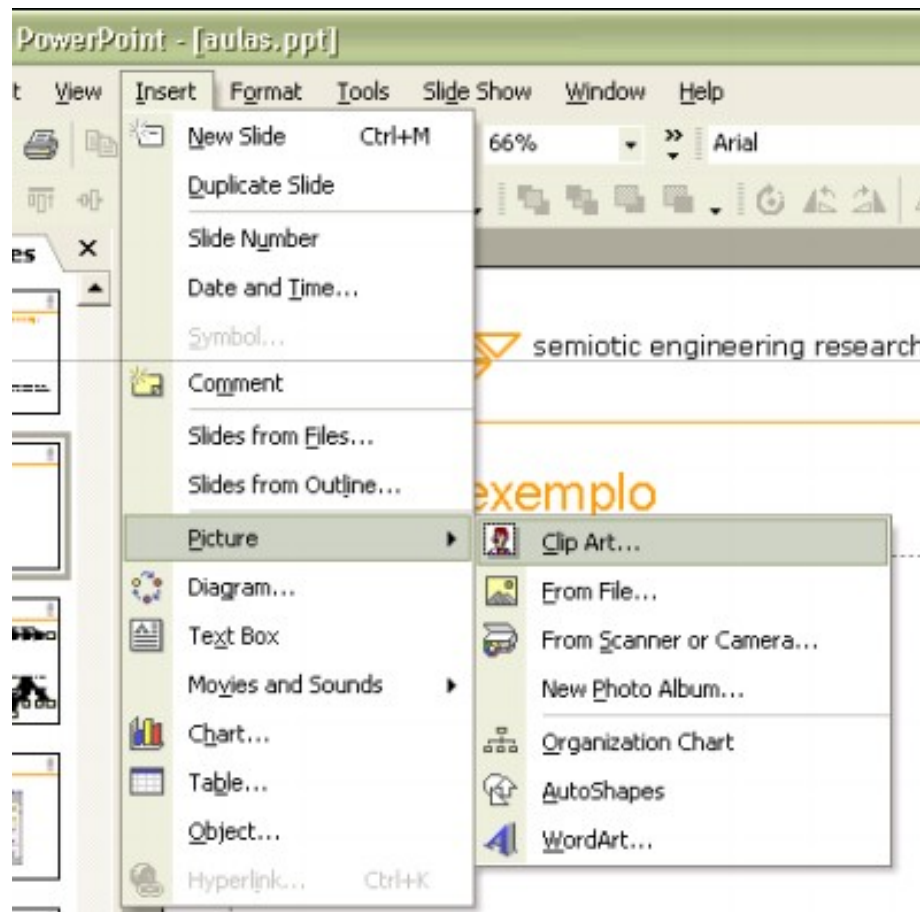 PowerPoint - [aulas.ppt]
t View Insert Format Tools Slide Show Window Help
New Slide Ctrl+M
66% Arial
Duplicate Slide
es
Slide Number
Date and Time...
Symbol...
semiotic engineering research
Comment
Slides from Files...
Slides from Outline...
exemplo
Picture
Clip Art...
Diagram...
From File...
Text Box
From Scanner or Camera...
Movies and Sounds
New Photo Album...
Chart...
Organization Chart
Table...
AutoShapes
Object...
WordArt...
Hyperlink... Ctrl+K